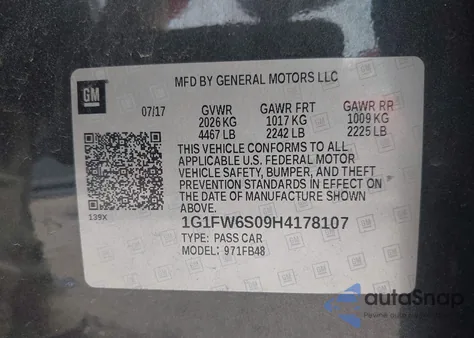 MFD BY GENERAL MOTORS LLC
GM
07/17 GVWR GAWR FRT GAWR RR
2026 KG 1017 KG 1009 KG
4467 LB 2242 LB 2225 LB
THIS VEHICLE CONFORMS TO ALL
APPLICABLE U.S. FEDERAL MOTOR
VEHICLE SAFETY, BUMPER, AND THEFT
PREVENTION STANDARDS IN EFFECT ON
THE DATE OF MANUFACTURE SHOWN
ABOVE.
139X
1G1FW6S09H4178107
TYPE: PASS CAR
MODEL: 971FB48
autoSnap